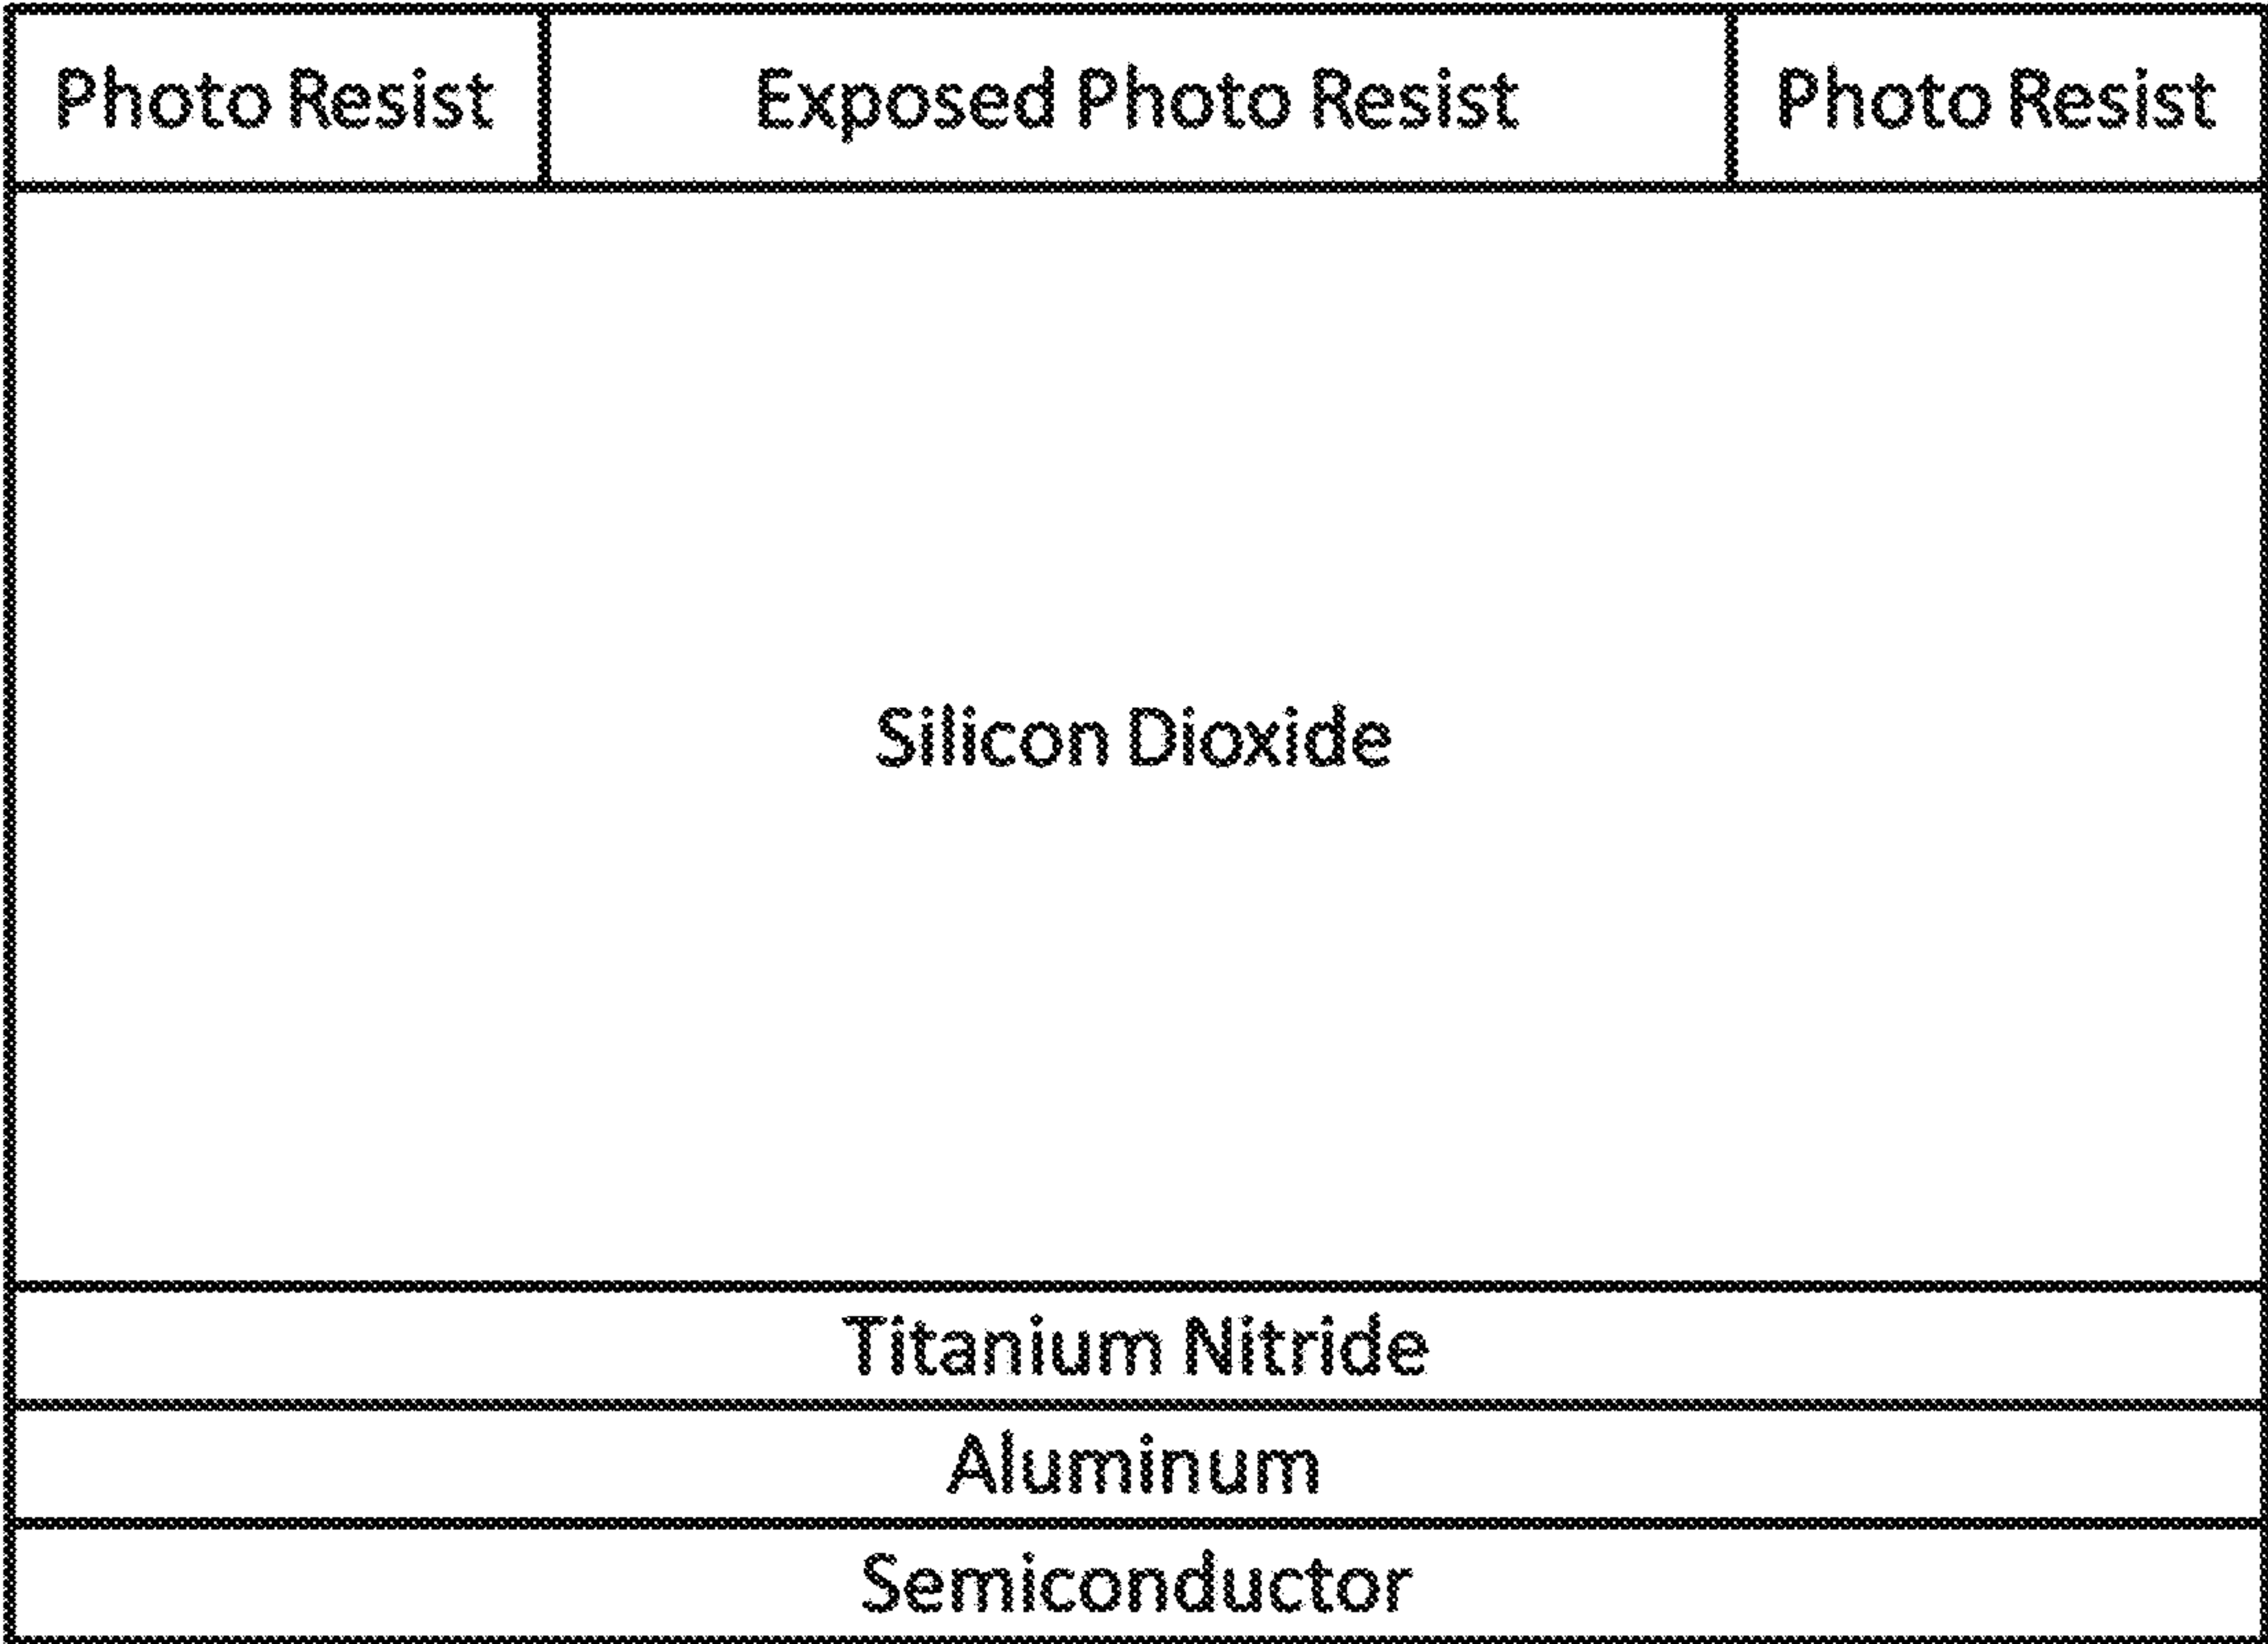 Photo Resist Exposed Photo Resist Photo Resist
Silicon Dioxide
Titanium Nitride
Aluminum
Semiconductor